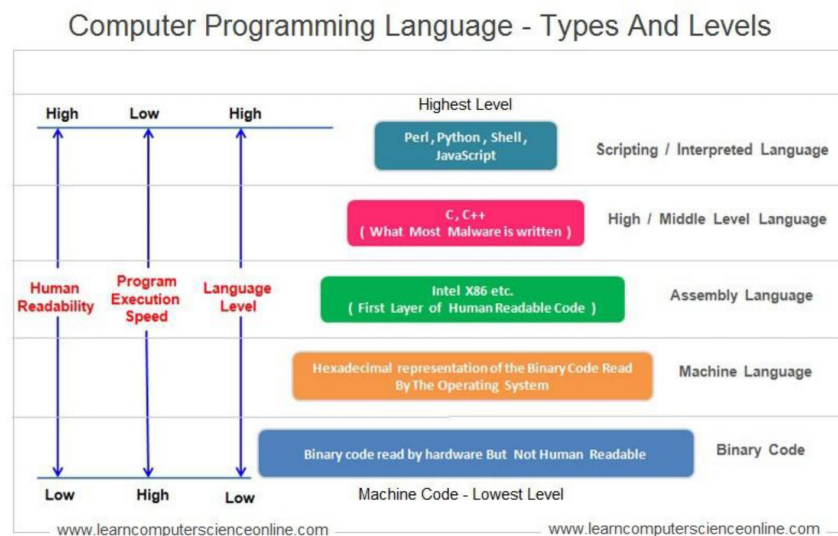 Computer Programming Language - Types And Levels
High
Low
High
Highest Level
Perl , Python , Shell ,
JavaScript
Scripting / Interpreted Language
C , C++
( What Most Malware is written )
High / Middle Level Language
Human
Readability
Program
Execution
Speed
Language
Level
Intel X86 etc.
( First Layer of Human Readable Code )
Assembly Language
Hexadecimal representation of the Binary Code Read
By The Operating System
Machine Language
Binary code read by hardware But Not Human Readable
Binary Code
Low
High
Low
Machine Code - Lowest Level
www.learncomputerscienceonline.com
www.learncomputerscienceonline.com